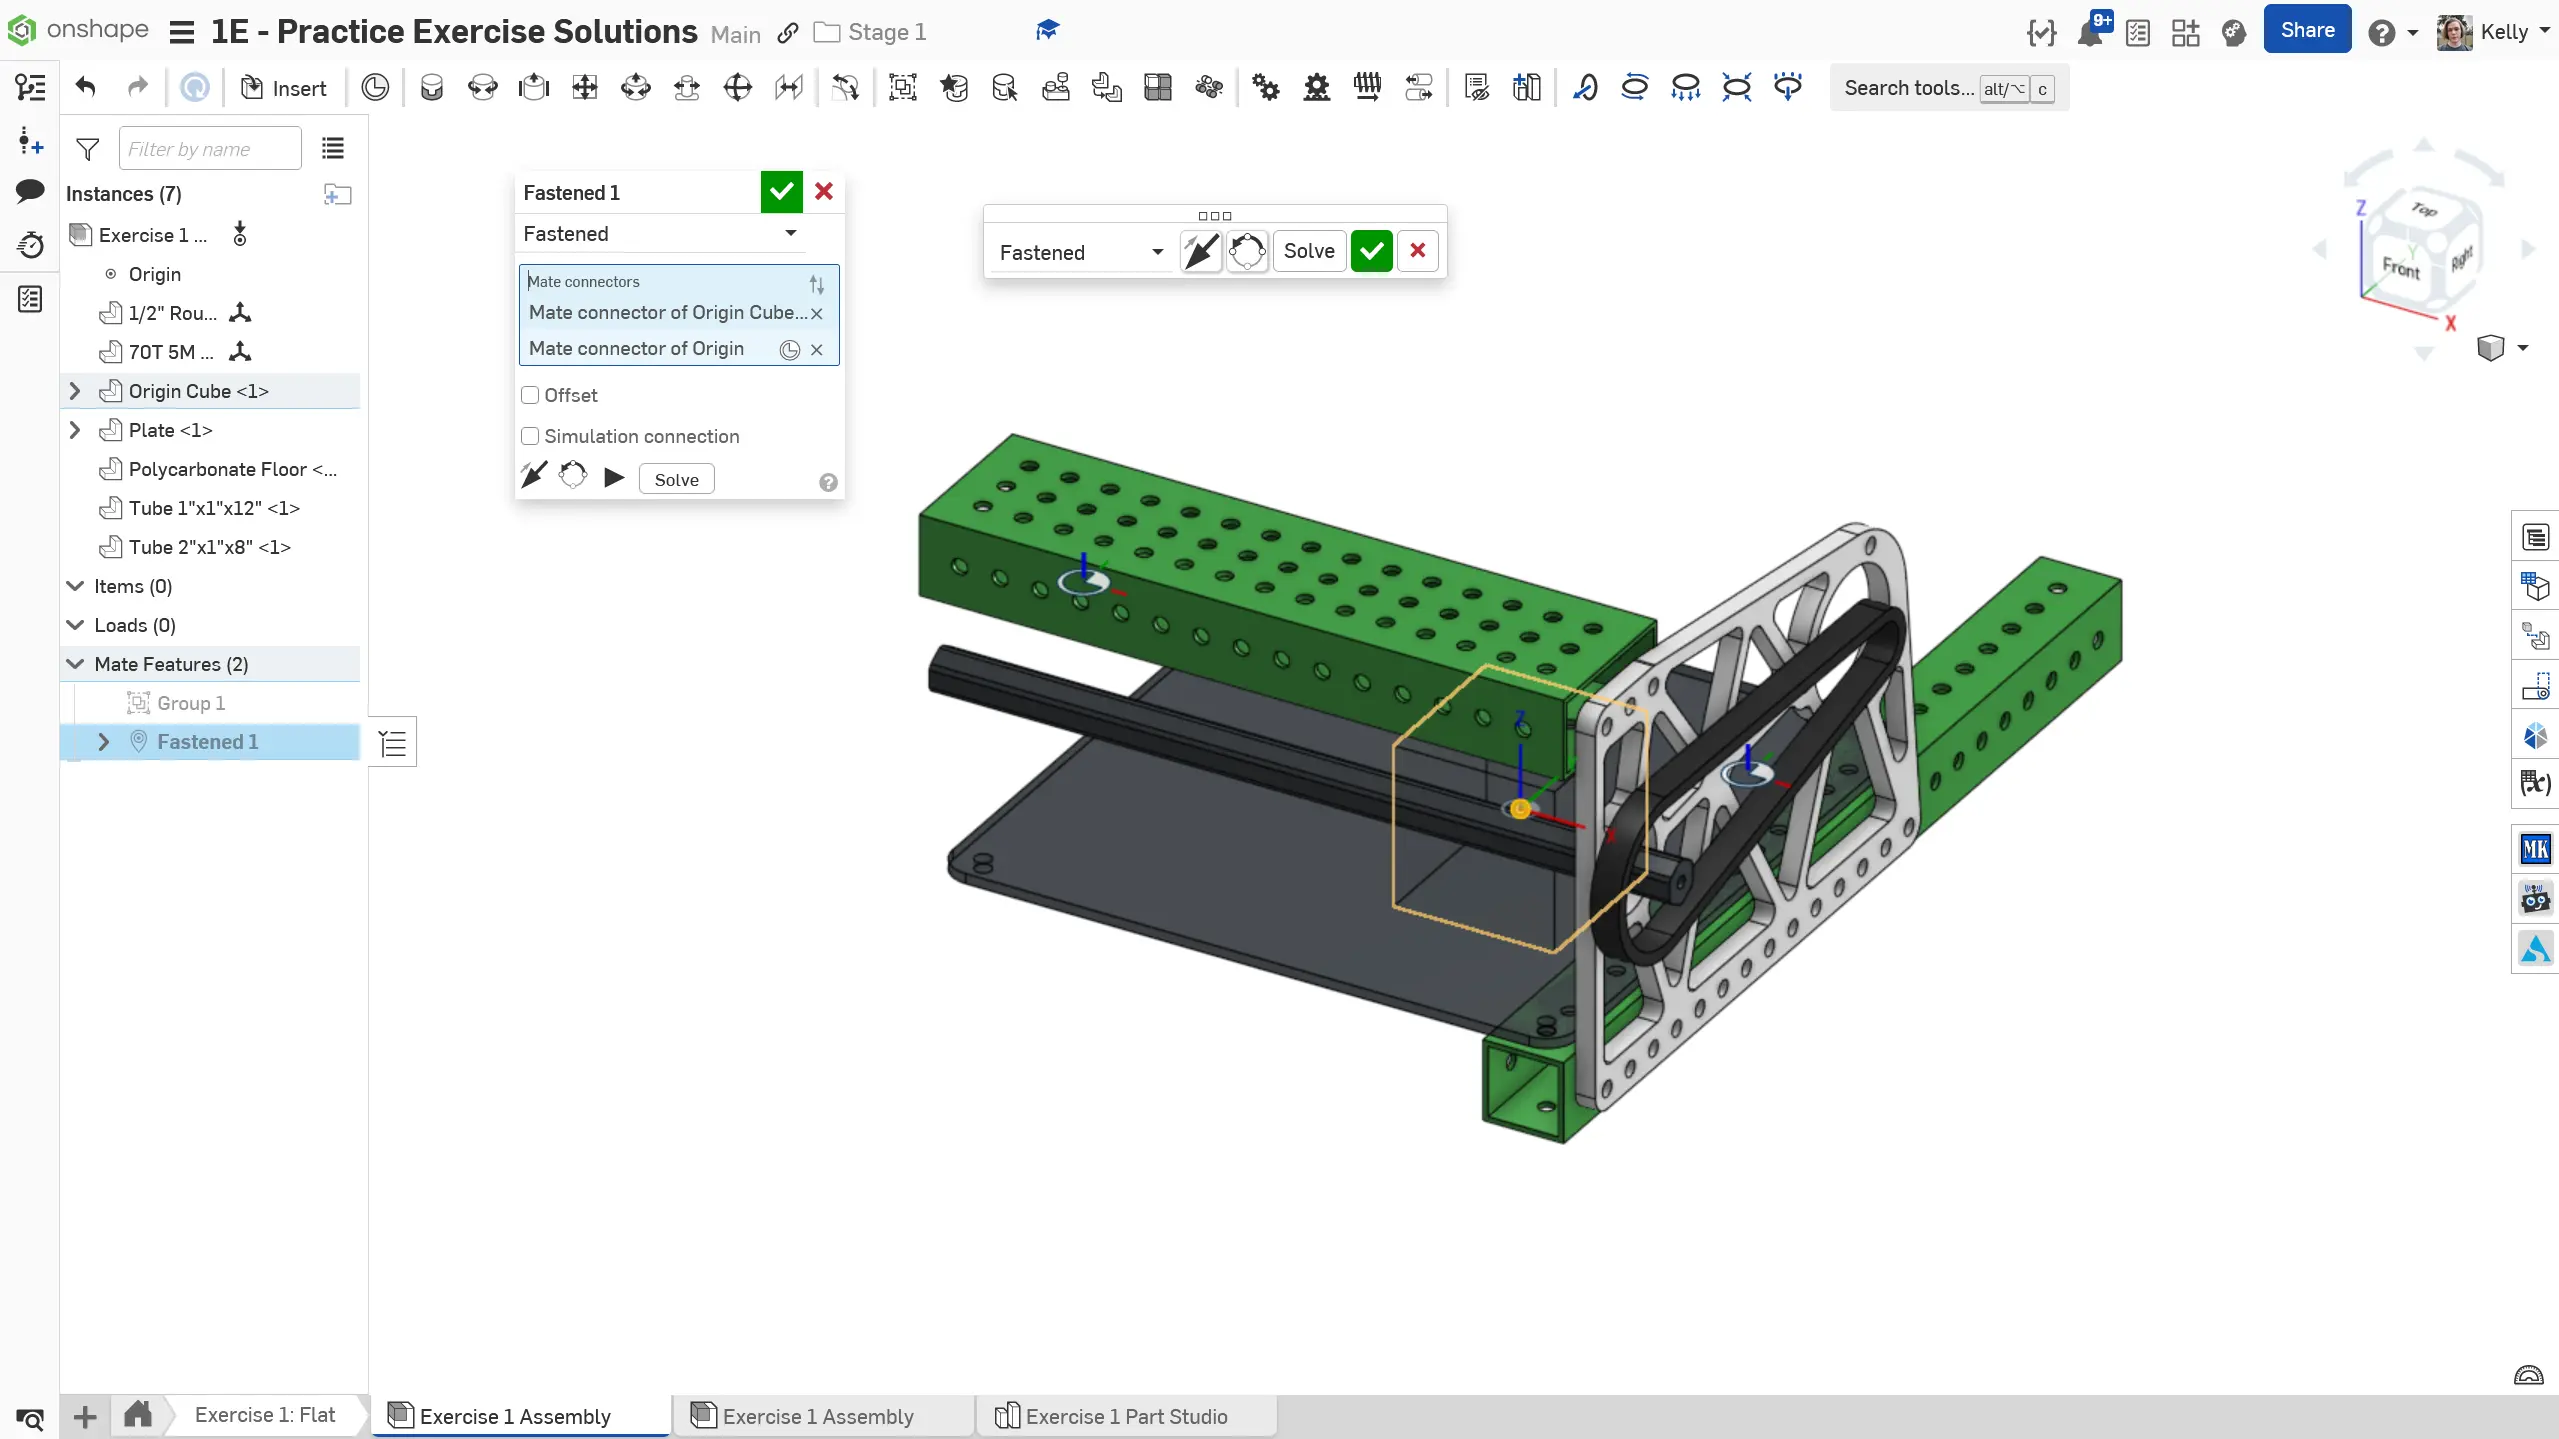 onshape
1E - Practice Exercise Solutions Main Stage 1
9+
Share
Kelly
Insert
Search tools... alt/⌥ c
Filter by name
Instances (7)
Exercise 1 ...
Origin
1/2" Rou...
70T 5M ...
Origin Cube <1>
Plate <1>
Polycarbonate Floor <...
Tube 1"x1"x12" <1>
Tube 2"x1"x8" <1>
Items (0)
Loads (0)
Mate Features (2)
Group 1
Fastened 1
Fastened 1
Fastened
Mate connectors
Mate connector of Origin Cube...
Mate connector of Origin
Offset
Simulation connection
Solve
Fastened
Solve
Z
X
Z
Top
Y
Front
Right
X
(x)
MK
Exercise 1: Flat
Exercise 1 Assembly
Exercise 1 Assembly
Exercise 1 Part Studio